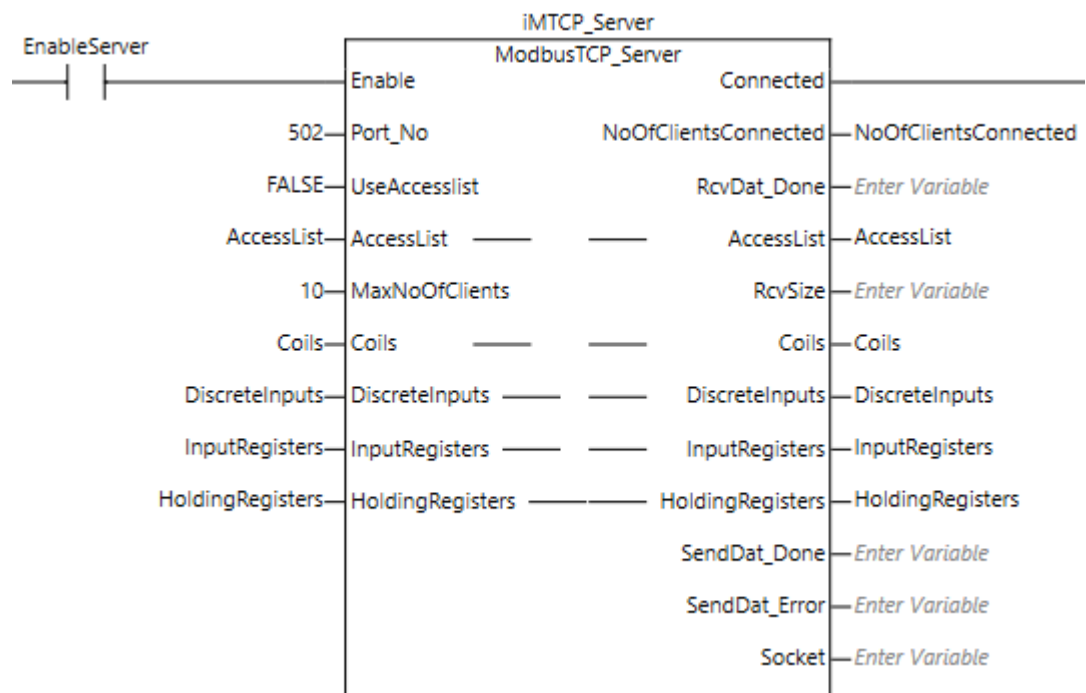 iMTCP_Server
EnableServer
ModbusTCP_Server
Enable Connected
502 Port_No NoOfClientsConnected NoOfClientsConnected
FALSE UseAccesslist RcvDat_Done Enter Variable
AccessList AccessList AccessList AccessList
10 MaxNoOfClients RcvSize Enter Variable
Coils Coils Coils Coils
DiscreteInputs DiscreteInputs DiscreteInputs DiscreteInputs
InputRegisters InputRegisters InputRegisters InputRegisters
HoldingRegisters HoldingRegisters HoldingRegisters HoldingRegisters
SendDat_Done Enter Variable
SendDat_Error Enter Variable
Socket Enter Variable